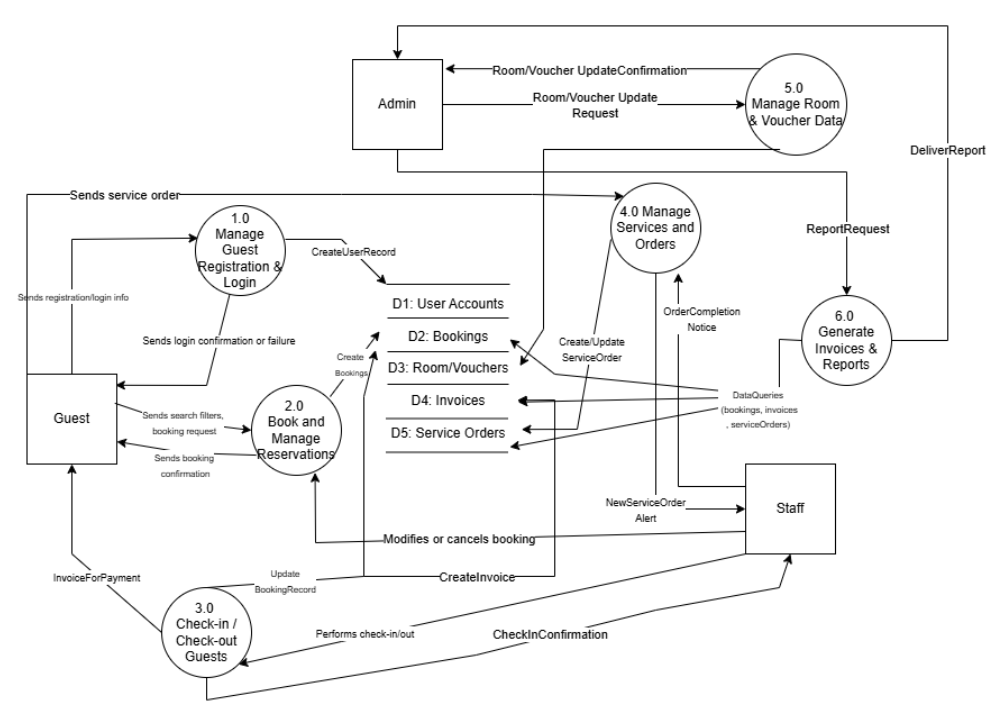 Room/Voucher UpdateConfirmation
5.0
Manage Room
& Voucher Data
Admin
Room/Voucher Update
Request
DeliverReport
Sends service order
4.0 Manage
Services and
Orders
1.0
Manage
Guest
Registration &
Login
CreateUserRecord
ReportRequest
Sends registration/login info
D1: User Accounts
OrderCompletion
Notice
6.0
Generate
Invoices &
Reports
Sends login confirmation or failure
D2: Bookings
Create/Update
ServiceOrder
Create
Bookings
D3: Room/Vouchers
DataQueries
(bookings, invoices
, serviceOrders)
D4: Invoices
Guest
Sends search filters,
booking request
2.0
Book and
Manage
Reservations
D5: Service Orders
Sends booking
confirmation
NewServiceOrder
Alert
Staff
Modifies or cancels booking
InvoiceForPayment
Update
BookingRecord
CreateInvoice
3.0
Check-in /
Check-out
Guests
Performs check-in/out
CheckInConfirmation